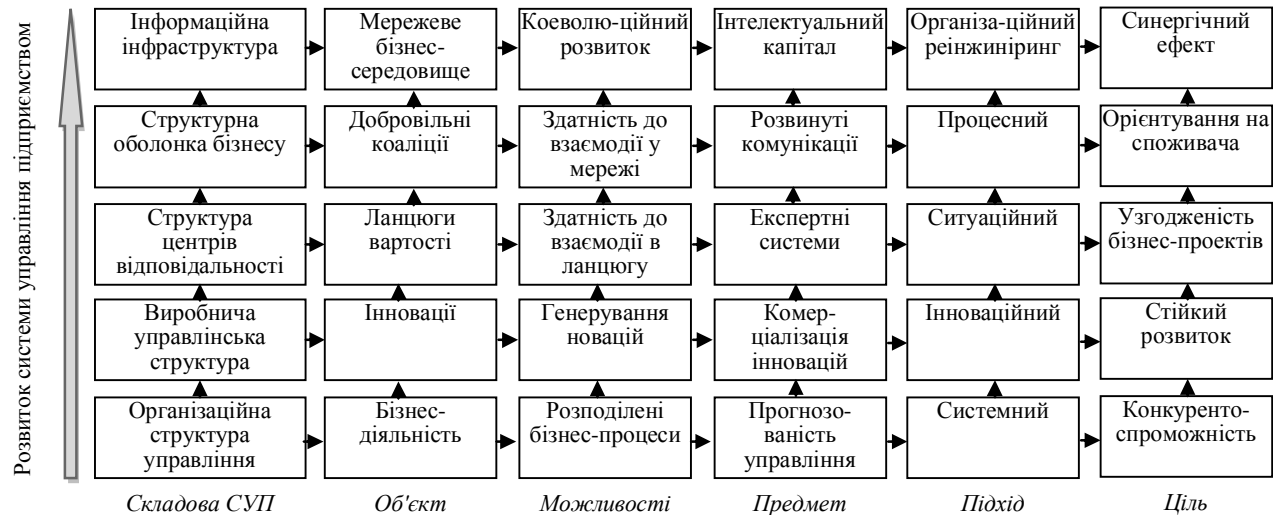 Розвиток системи управління підприємством
Інформаційна
інфраструктура
Мережеве
бізнес-
середовище
Коеволю-ційний
розвиток
Інтелектуальний
капітал
Організа-ційний
реінжиніринг
Синергічний
ефект
Структурна
оболонка бізнесу
Добровільні
коаліції
Здатність до
взаємодії у
мережі
Розвинуті
комунікації
Процесний
Орієнтування на
споживача
Структура
центрів
відповідальності
Ланцюги
вартості
Здатність до
взаємодії в
ланцюгу
Експертні
системи
Ситуаційний
Узгодженість
бізнес-проектів
Виробнича
управлінська
структура
Інновації
Генерування
новацій
Комер-
ціалізація
інновацій
Інноваційний
Стійкий
розвиток
Організаційна
структура
управління
Бізнес-
діяльність
Розподілені
бізнес-процеси
Прогнозо-
ваність
управління
Системний
Конкуренто-
спроможність
Складова СУП
Об'єкт
Можливості
Предмет
Підхід
Ціль